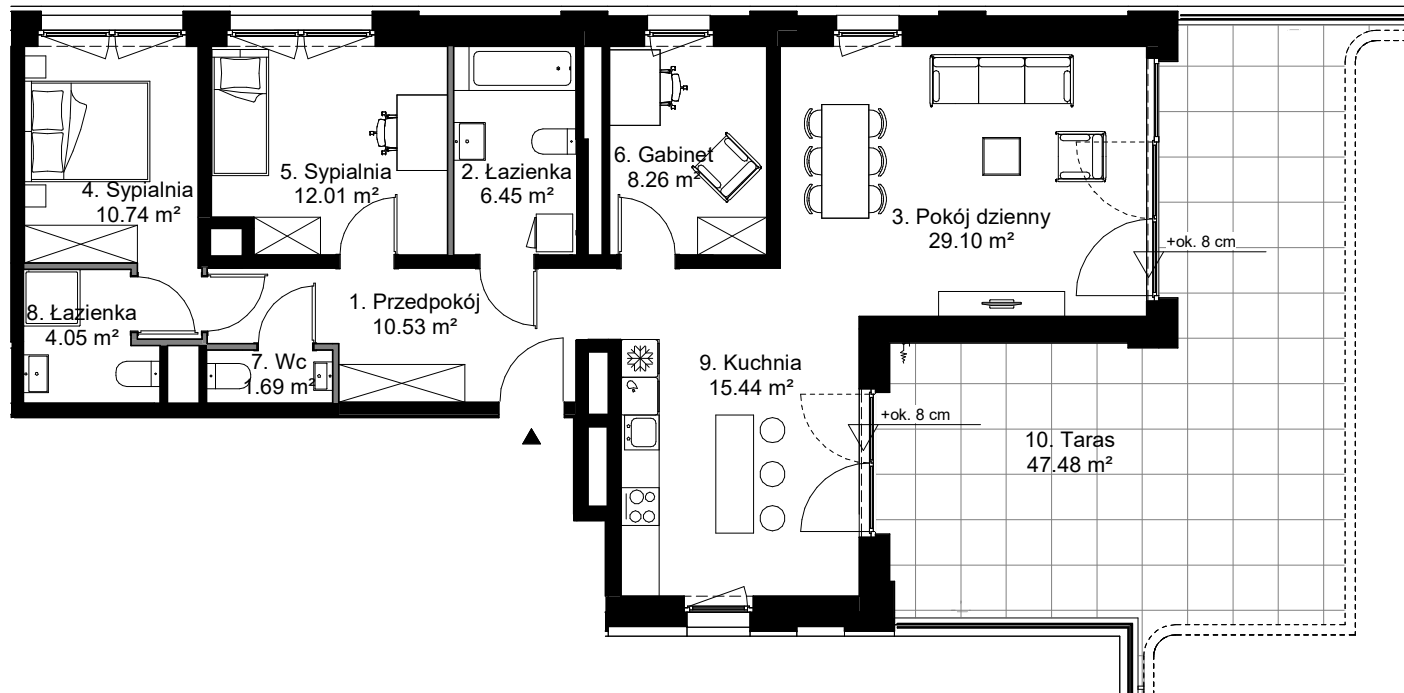 4. Sypialnia
10.74 m²
5. Sypialnia
12.01 m²
2. Łazienka
6.45 m²
6. Gabinet
8.26 m²
3. Pokój dzienny
29.10 m²
+ok. 8 cm
8. Łazienka
4.05 m²
1. Przedpokój
10.53 m²
7. Wc
1.69 m²
9. Kuchnia
15.44 m²
+ok. 8 cm
10. Taras
47.48 m²